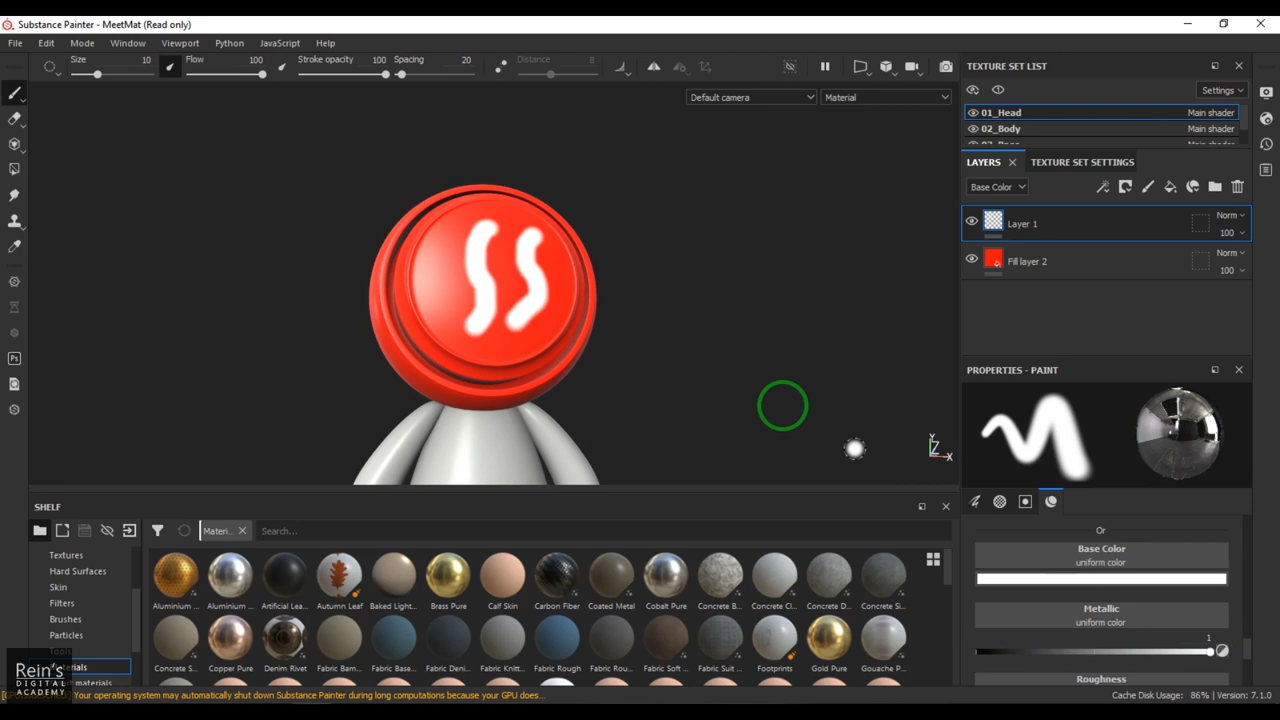 Substance Painter - MeetMat (Read only)
File Edit Mode Window Viewport Python JavaScript Help
Size 10 Flow 100 Stroke opacity 100 Spacing 20 Distance 8
Default camera Material
TEXTURE SET LIST
Settings
01_Head Main shader
02_Body Main shader
LAYERS TEXTURE SET SETTINGS
Base Color
Layer 1 Norm 100
Fill layer 2 Norm 100
PROPERTIES - PAINT
Y
Z
X
Or
Base Color
uniform color
Metallic
uniform color
1
Roughness
SHELF
Materi... Search...
Textures
Hard Surfaces
Skin
Filters
Brushes
Particles
Tools
Ps
Aluminium ... Aluminium ... Artificial Lea... Autumn Leaf Baked Light... Brass Pure Calf Skin Carbon Fiber Coated Metal Cobalt Pure Concrete B... Concrete Cl... Concrete D... Concrete Si...
Concrete S... Copper Pure Denim Rivet Fabric Bam... Fabric Base... Fabric Deni... Fabric Knitt... Fabric Rough Fabric Rou... Fabric Soft ... Fabric Suit ... Footprints Gold Pure Gouache P...
Rein's
DIGITAL
ACADEMY
Your operating system may automatically shut down Substance Painter during long computations because your GPU does...
Cache Disk Usage: 86% | Version: 7.1.0